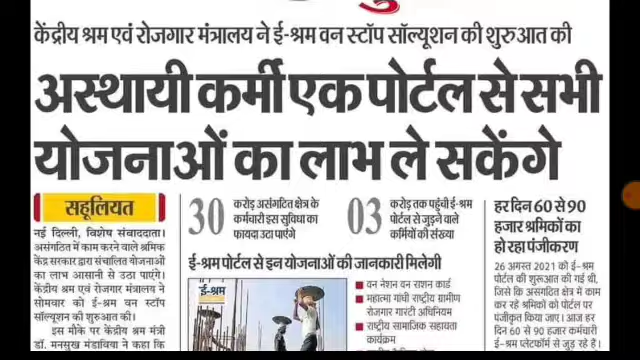 केंद्रीय श्रम एवं रोजगार मंत्रालय ने ई-श्रम वन स्टॉप सॉल्यूशन की शुरुआत की
अस्थायी कर्मी एक पोर्टल से सभी
योजनाओं का लाभ ले सकेंगे
सहूलियत
नई दिल्ली, विशेष संवाददाता।
असंगठित में काम करने वाले श्रमिक
केंद्र सरकार द्वारा संचालित योजनाओं
का लाभ आसानी से उठा पाएंगे।
केंद्रीय श्रम एवं रोजगार मंत्रालय ने
सोमवार को ई-श्रम वन स्टॉप
सॉल्यूशन की शुरुआत की।
इस मौके पर केंद्रीय श्रम मंत्री
डॉ. मनसुख मंडाविया ने कहा कि
30
करोड़ असंगठित क्षेत्र के
कर्मचारी इस सुविधा का
फायदा उठा पाएंगे
03
करोड़ तक पहुंची ई-श्रम
पोर्टल से जुड़ने वाले
कर्मियों की संख्या
ई-श्रम पोर्टल से इन योजनाओं की जानकारी मिलेगी
ई-श्रम
वन नेशन वन राशन कार्ड
महात्मा गांधी राष्ट्रीय ग्रामीण
रोजगार गारंटी अधिनियम
राष्ट्रीय सामाजिक सहायता
कार्यक्रम
हर दिन 60 से 90
हजार श्रमिकों का
हो रहा पंजीकरण
26 अगस्त 2021 को ई-श्रम
पोर्टल की शुरूआत की गई थी,
जिसे कि असंगठित क्षेत्र में काम
कर रहे श्रमिकों को पोर्टल पर
पंजीकृत किया जाए। आज हर
दिन 60 से 90 हजार कर्मचारी
ई-श्रम प्लेटफॉर्म से जुड़ रहे हैं।